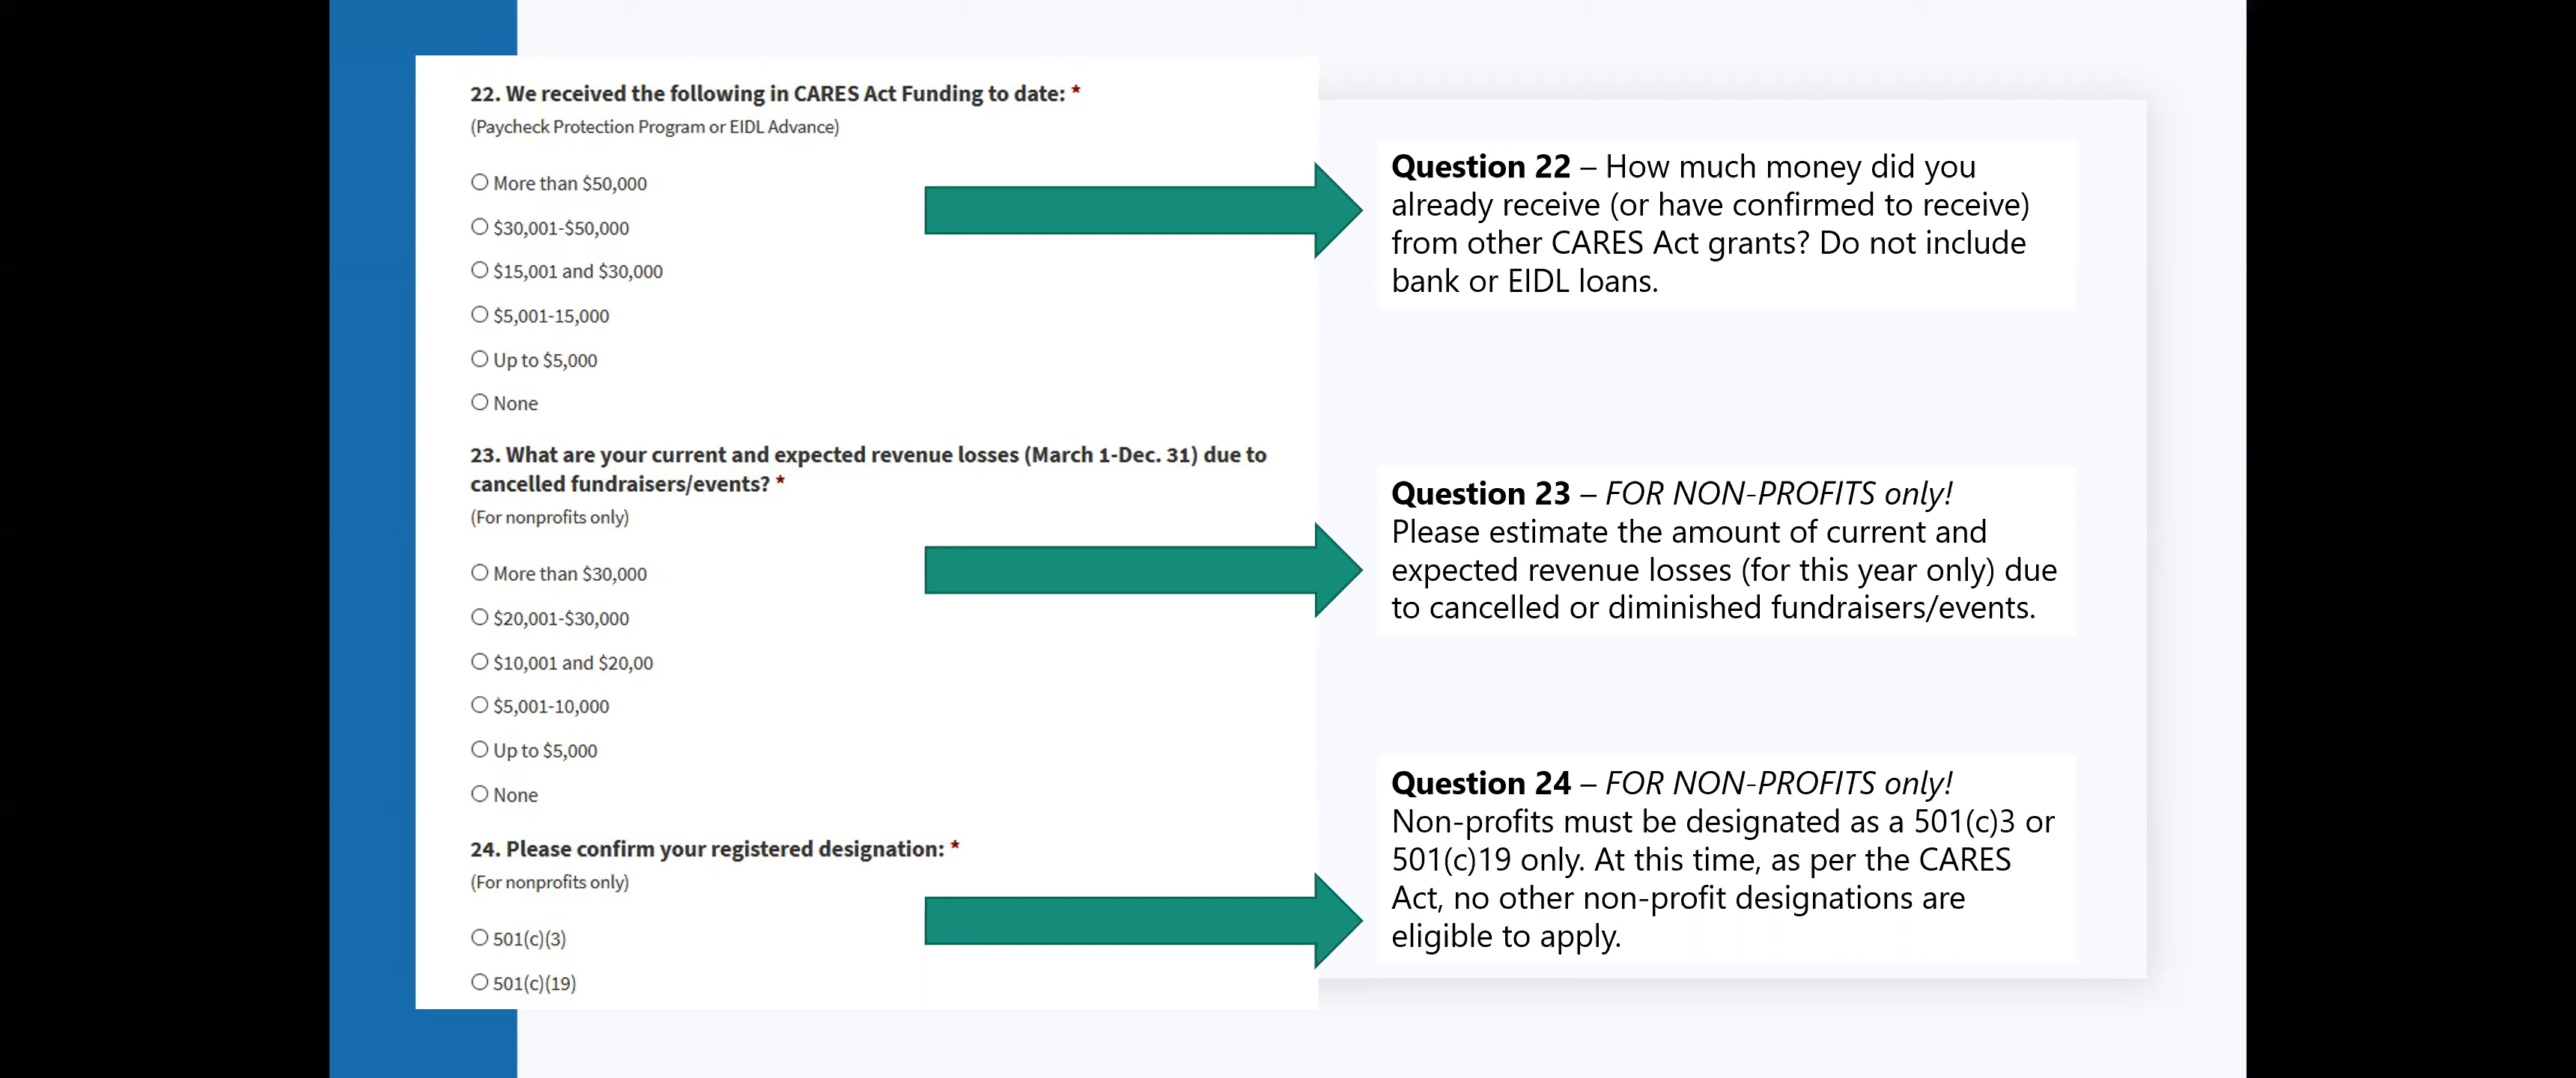 22. We received the following in CARES Act Funding to date: *
(Paycheck Protection Program or EIDL Advance)
More than $50,000
$30,001-$50,000
$15,001 and $30,000
$5,001-15,000
Up to $5,000
None
23. What are your current and expected revenue losses (March 1-Dec. 31) due to
cancelled fundraisers/events? *
(For nonprofits only)
More than $30,000
$20,001-$30,000
$10,001 and $20,00
$5,001-10,000
Up to $5,000
None
24. Please confirm your registered designation: *
(For nonprofits only)
501(c)(3)
501(c)(19)
Question 22 – How much money did you
already receive (or have confirmed to receive)
from other CARES Act grants? Do not include
bank or EIDL loans.
Question 23 – FOR NON-PROFITS only!
Please estimate the amount of current and
expected revenue losses (for this year only) due
to cancelled or diminished fundraisers/events.
Question 24 – FOR NON-PROFITS only!
Non-profits must be designated as a 501(c)3 or
501(c)19 only. At this time, as per the CARES
Act, no other non-profit designations are
eligible to apply.